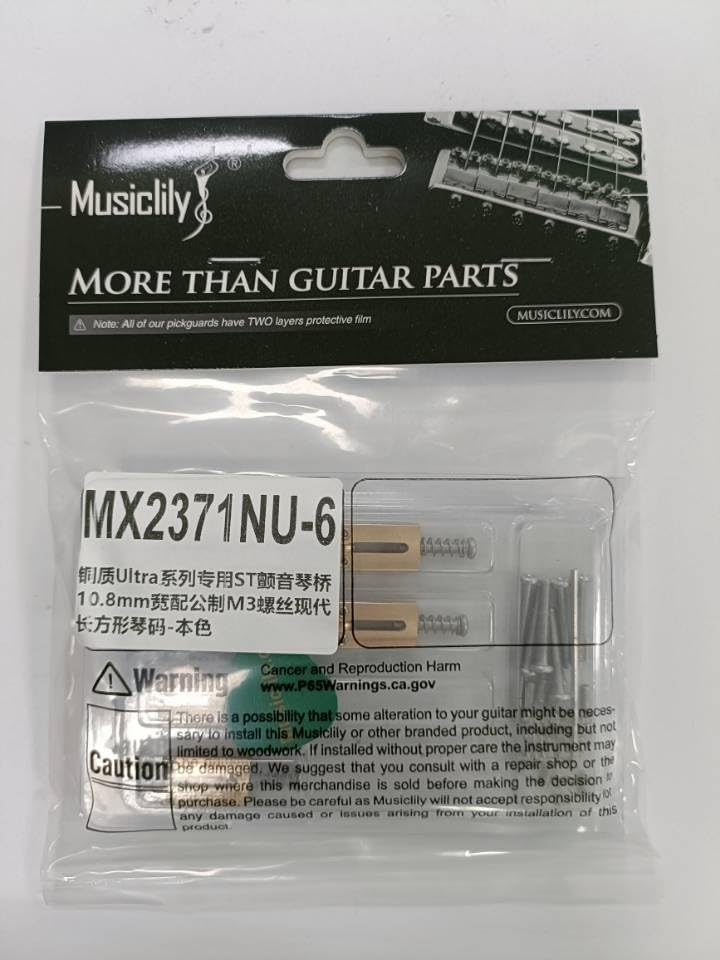 Musiclily ®
MORE THAN GUITAR PARTS
Note: All of our pickguards have TWO layers protective film
MUSICLILY.COM
MX2371NU-6
铜质Ultra系列专用ST颤音琴桥
10.8mm宽配公制M3螺丝现代
长方形琴码-本色
Warning
Cancer and Reproduction Harm
www.P65Warnings.ca.gov
Caution
There is a possibility that some alteration to your guitar might be neces-
sary to install this Musiclily or other branded product, including but not
limited to woodwork. If installed without proper care the instrument may
be damaged. We suggest that you consult with a repair shop or the
shop where this merchandise is sold before making the decision to
purchase. Please be careful as Musiclily will not accept responsibility for
any damage caused or issues arising from your installation of this
product.